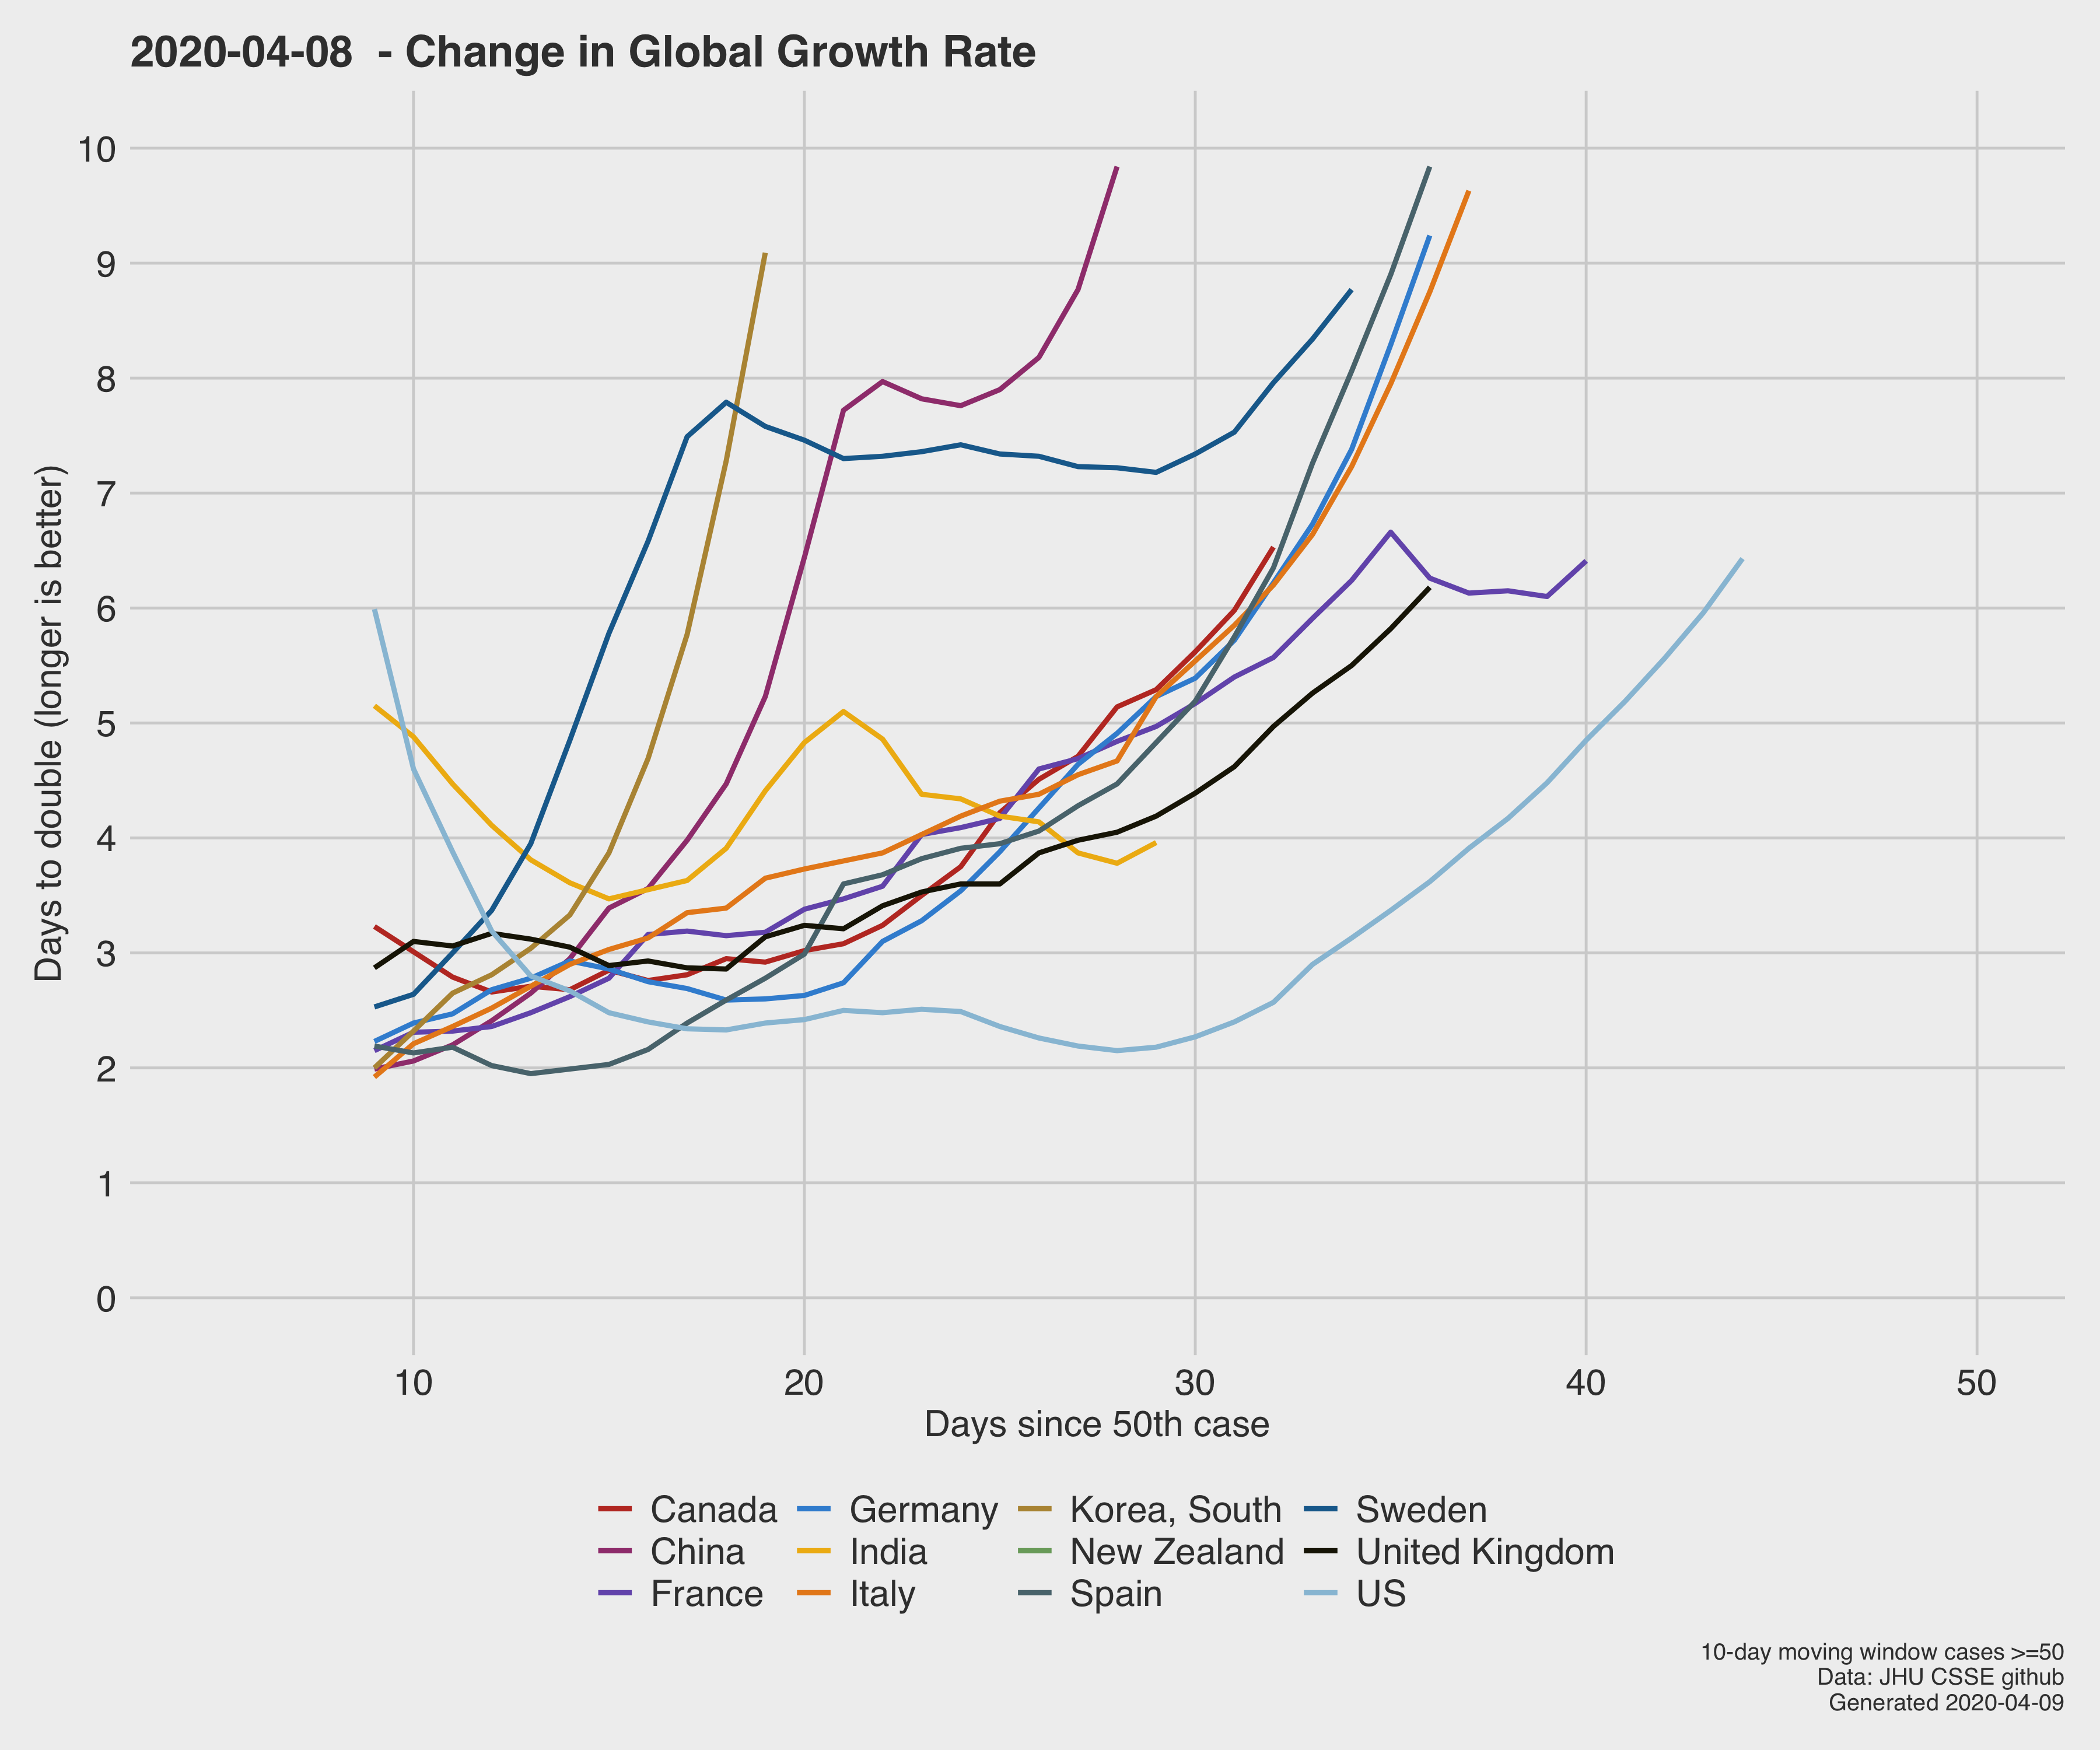 2020-04-08 - Change in Global Growth Rate
Days to double (longer is better)
10
9
8
7
6
5
4
3
2
1
0
10 20 30 40 50
Days since 50th case
Canada Germany Korea, South Sweden
China India New Zealand United Kingdom
France Italy Spain US
10-day moving window cases >=50
Data: JHU CSSE github
Generated 2020-04-09